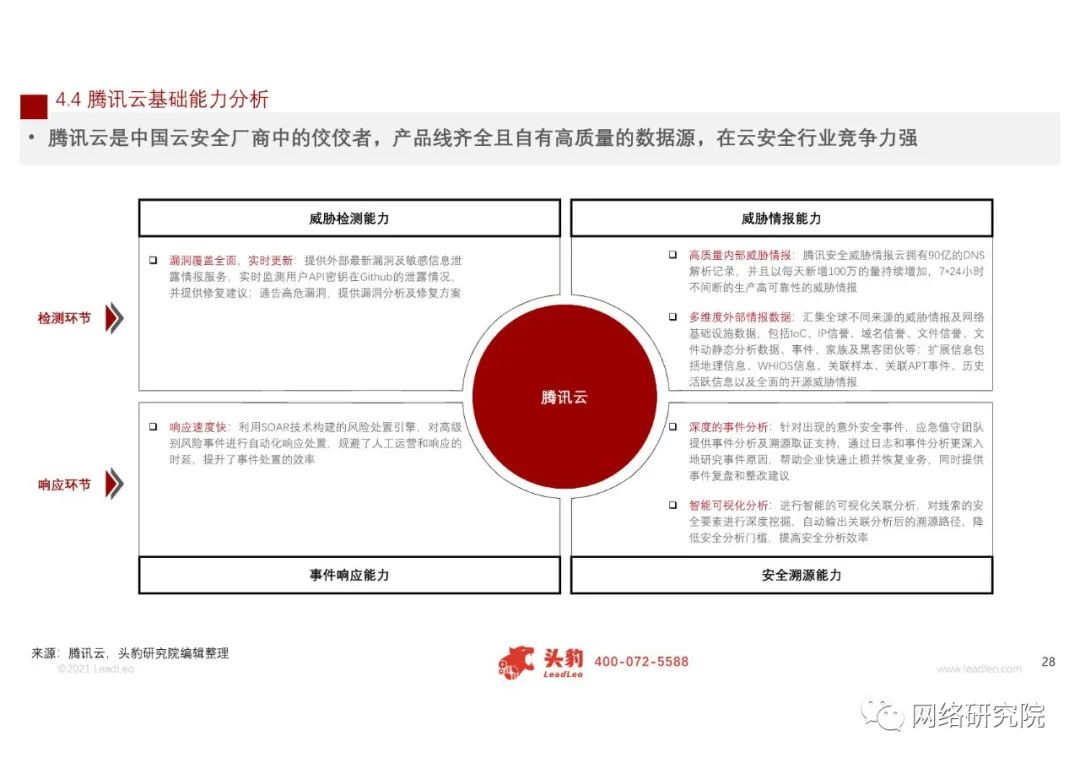 4.4 腾讯云基础能力分析
• 腾讯云是中国云安全厂商中的佼佼者，产品线齐全且自有高质量的数据源，在云安全行业竞争力强
威胁检测能力
检测环节
漏洞覆盖全面，实时更新：提供外部最新漏洞及敏感信息泄
露情报服务，实时监测用户API密钥在Github的泄露情况，
并提供修复建议；通告高危漏洞，提供漏洞分析及修复方案
威胁情报能力
高质量内部威胁情报：腾讯安全威胁情报云拥有90亿的DNS
解析记录，并且以每天新增100万的量持续增加，7*24小时
不间断的生产高可靠性的威胁情报
多维度外部情报数据：汇集全球不同来源的威胁情报及网络
基础设施数据，包括IoC、IP信誉、域名信誉、文件信誉、文
件动静态分析数据、事件、家族及黑客团伙等；扩展信息包
括地理信息、WHIOS信息、关联样本、关联APT事件、历史
活跃信息以及全面的开源威胁情报
腾讯云
响应环节
响应速度快：利用SOAR技术构建的风险处置引擎，对高级
别风险事件进行自动化响应处置，规避了人工运营和响应的
时延，提升了事件处置的效率
事件响应能力
深度的事件分析：针对出现的意外安全事件，应急值守团队
提供事件分析及溯源取证支持，通过日志和事件分析更深入
地研究事件原因，帮助企业快速止损并恢复业务，同时提供
事件复盘和整改建议
智能可视化分析：进行智能的可视化关联分析，对线索的安
全要素进行深度挖掘，自动输出关联分析后的溯源路径，降
低安全分析门槛，提高安全分析效率
安全溯源能力
来源：腾讯云，头豹研究院编辑整理
©2021 LeadLeo
头豹
LeadLeo
400-072-5588
www.leadleo.com
28
网络研究院